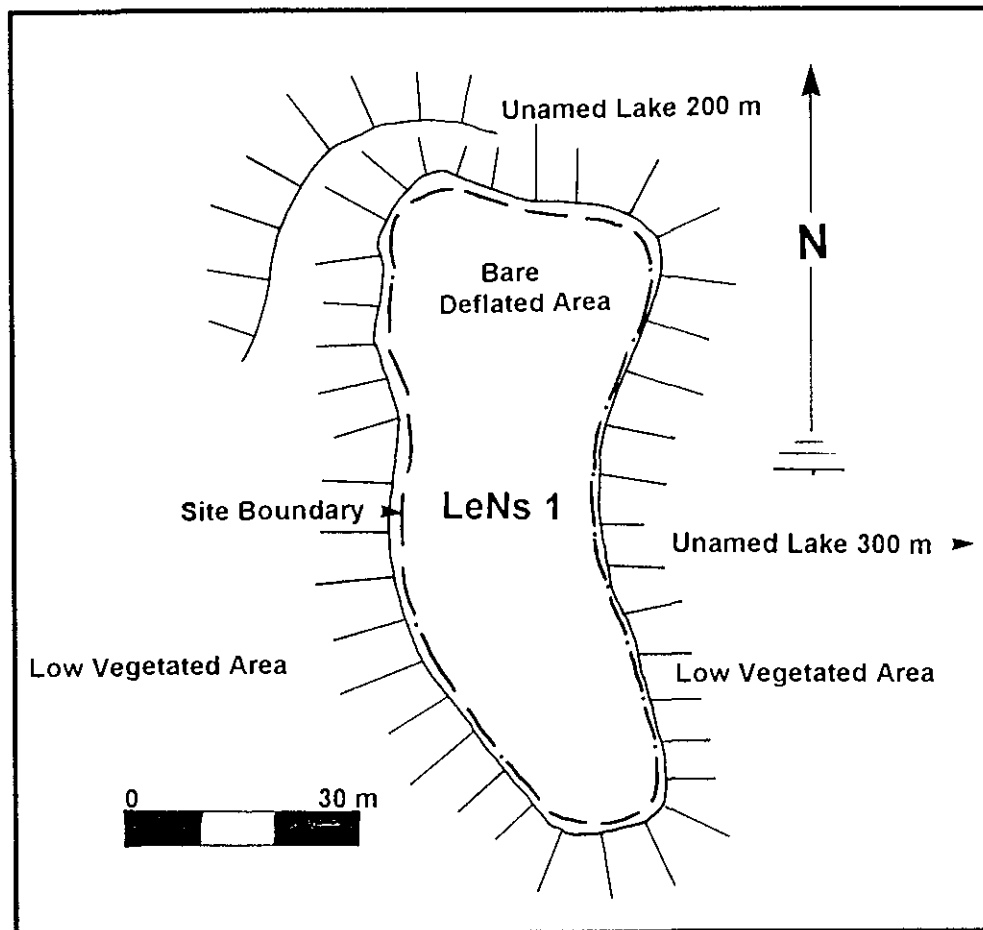 Unamed Lake 200 m
N
Bare
Deflated Area
Site Boundary
LeNs 1
Unamed Lake 300 m
Low Vegetated Area
Low Vegetated Area
0 30 m